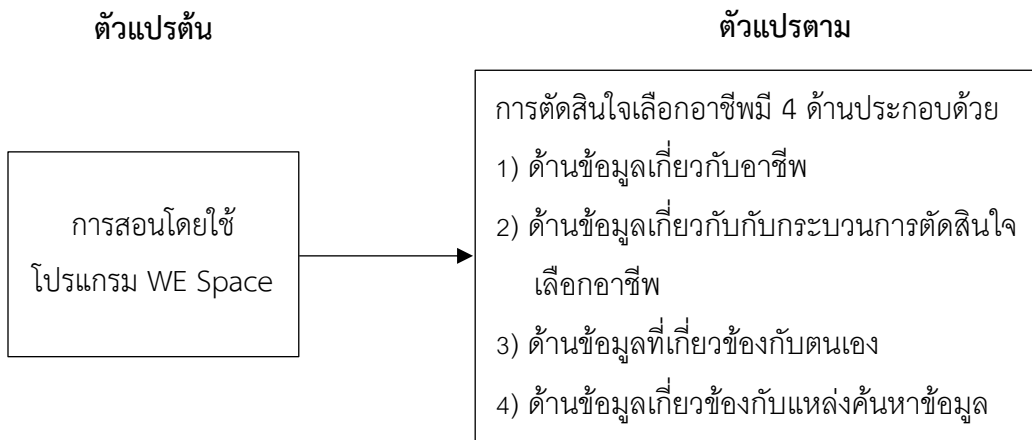 ตัวแปรต้น
ตัวแปรตาม
การสอนโดยใช้
โปรแกรม WE Space
การตัดสินใจเลือกอาชีพมี 4 ด้านประกอบด้วย
1) ด้านข้อมูลเกี่ยวกับอาชีพ
2) ด้านข้อมูลเกี่ยวกับกับกระบวนการตัดสินใจ
เลือกอาชีพ
3) ด้านข้อมูลที่เกี่ยวข้องกับตนเอง
4) ด้านข้อมูลเกี่ยวข้องกับแหล่งค้นหาข้อมูล